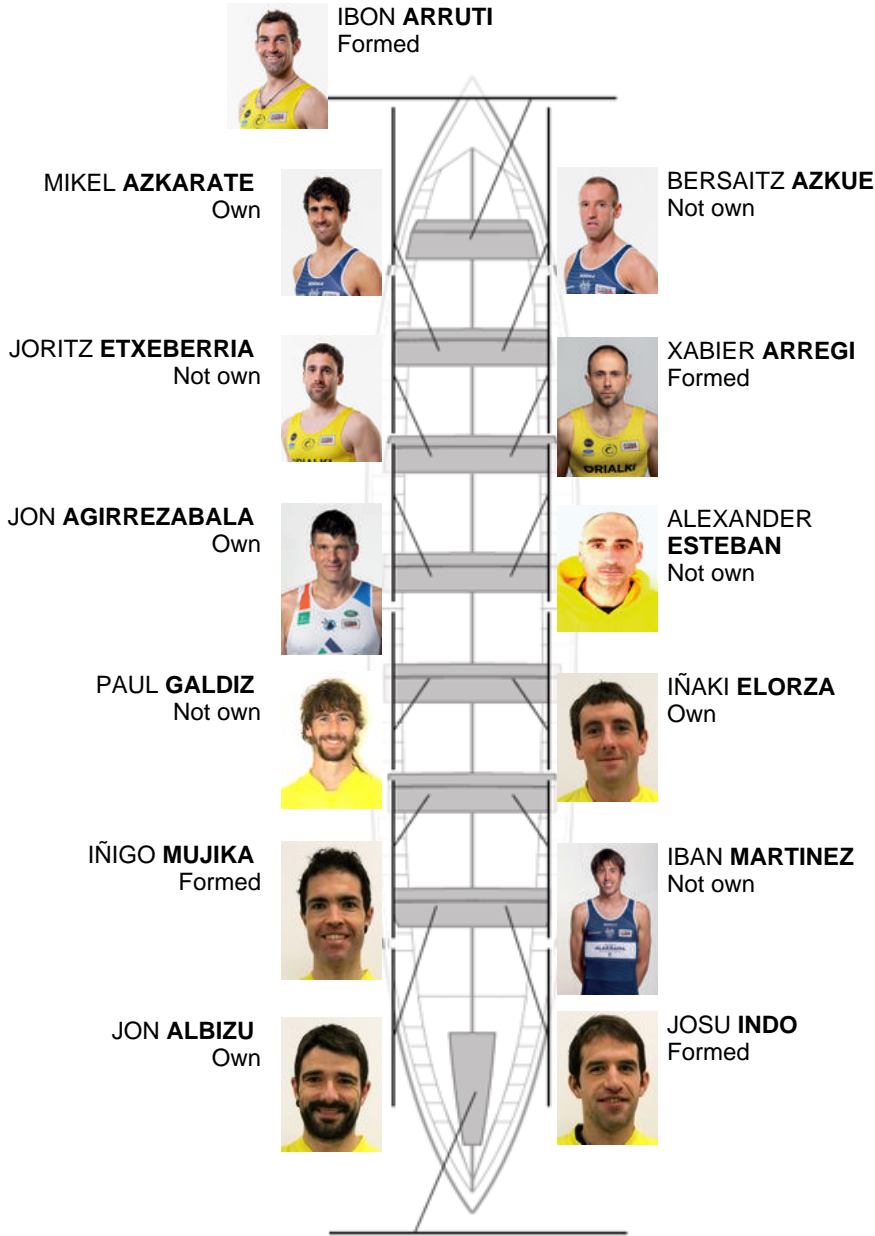 IBON ARRUTI
Formed
MIKEL AZKARATE
Own
BERSAITZ AZKUE
Not own
JORITZ ETXEBERRIA
Not own
XABIER ARREGI
Formed
ORIALKI
JON AGIRREZABALA
Own
ALEXANDER
ESTEBAN
Not own
PAUL GALDIZ
Not own
IÑAKI ELORZA
Own
IÑIGO MUJIKA
Formed
IBAN MARTINEZ
Not own
JON ALBIZU
Own
JOSU INDO
Formed